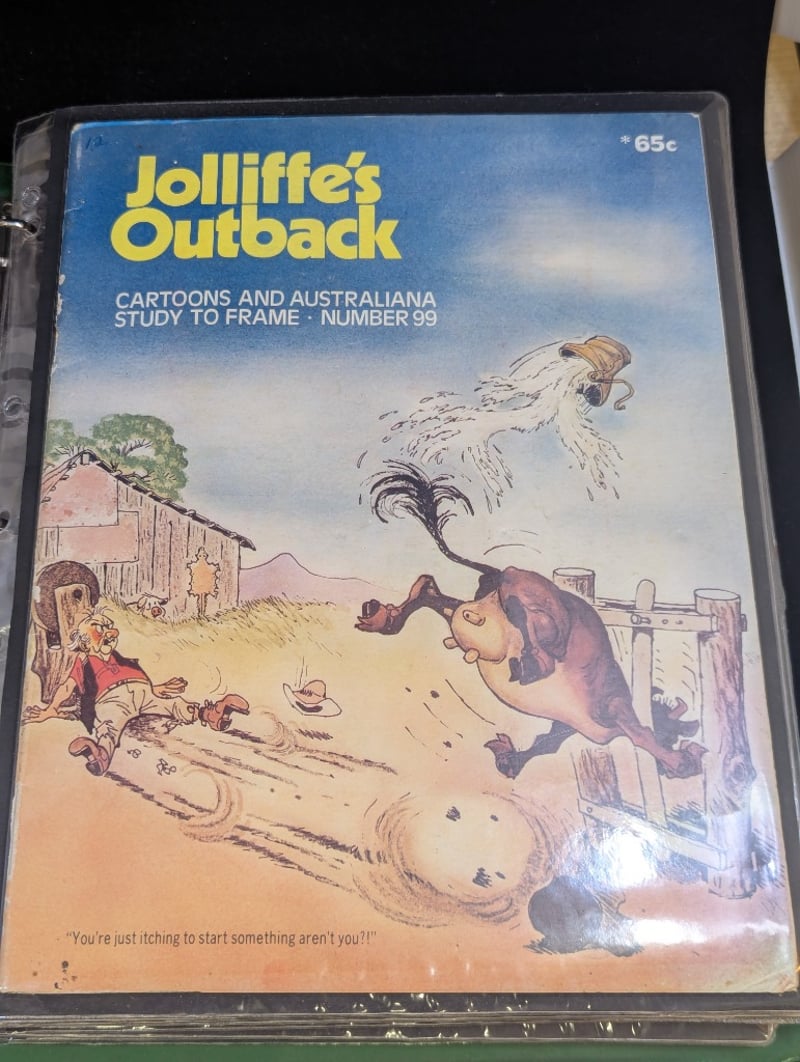 12
*65c
Jolliffe's
Outback
CARTOONS AND AUSTRALIANA
STUDY TO FRAME · NUMBER 99
"You're just itching to start something aren't you?!"